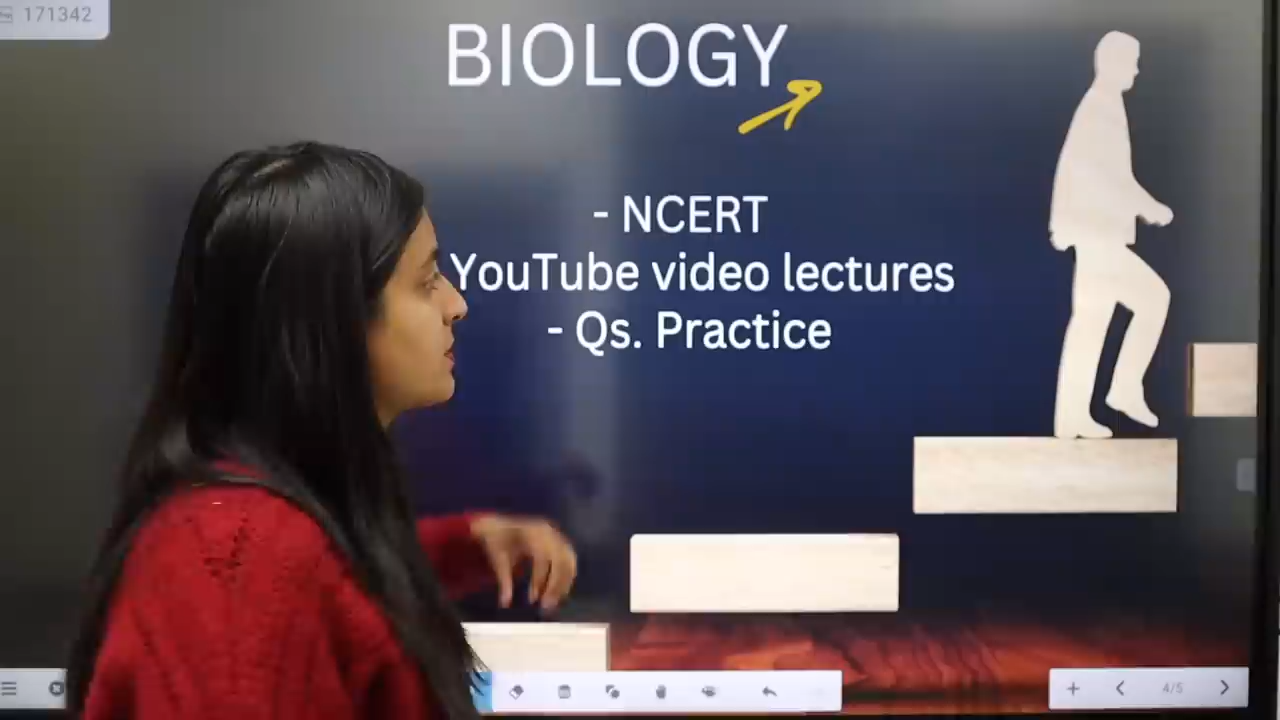 171342
BIOLOGY
- NCERT
YouTube video lectures
- Qs. Practice
4/5